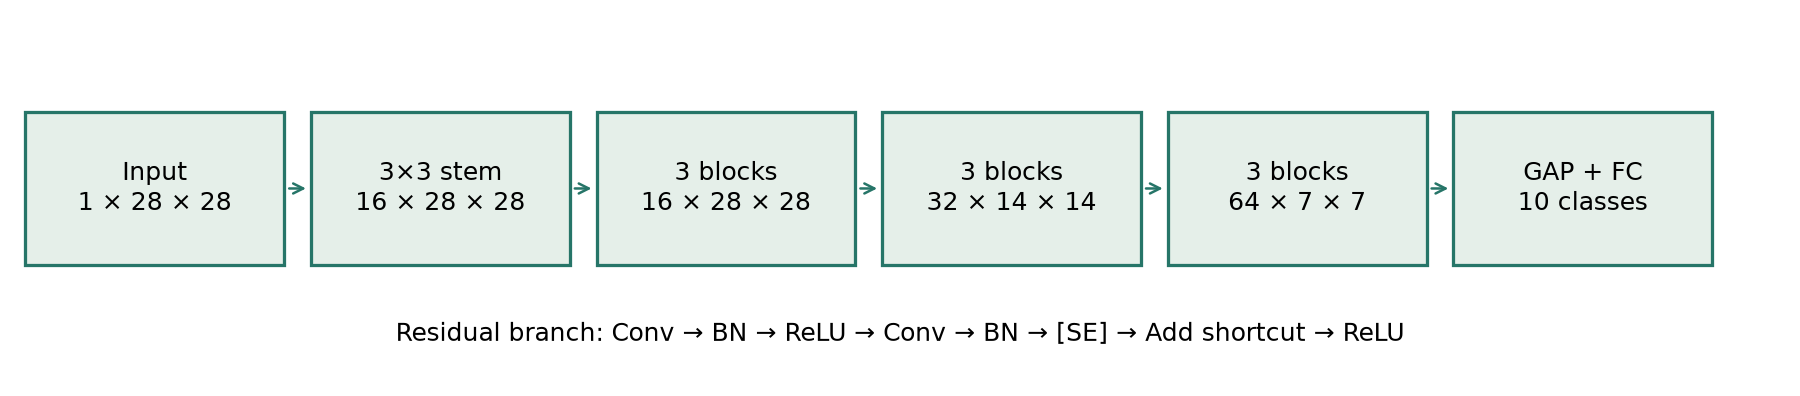 Input
1 × 28 × 28
3×3 stem
16 × 28 × 28
3 blocks
16 × 28 × 28
3 blocks
32 × 14 × 14
3 blocks
64 × 7 × 7
GAP + FC
10 classes
Residual branch: Conv → BN → ReLU → Conv → BN → [SE] → Add shortcut → ReLU